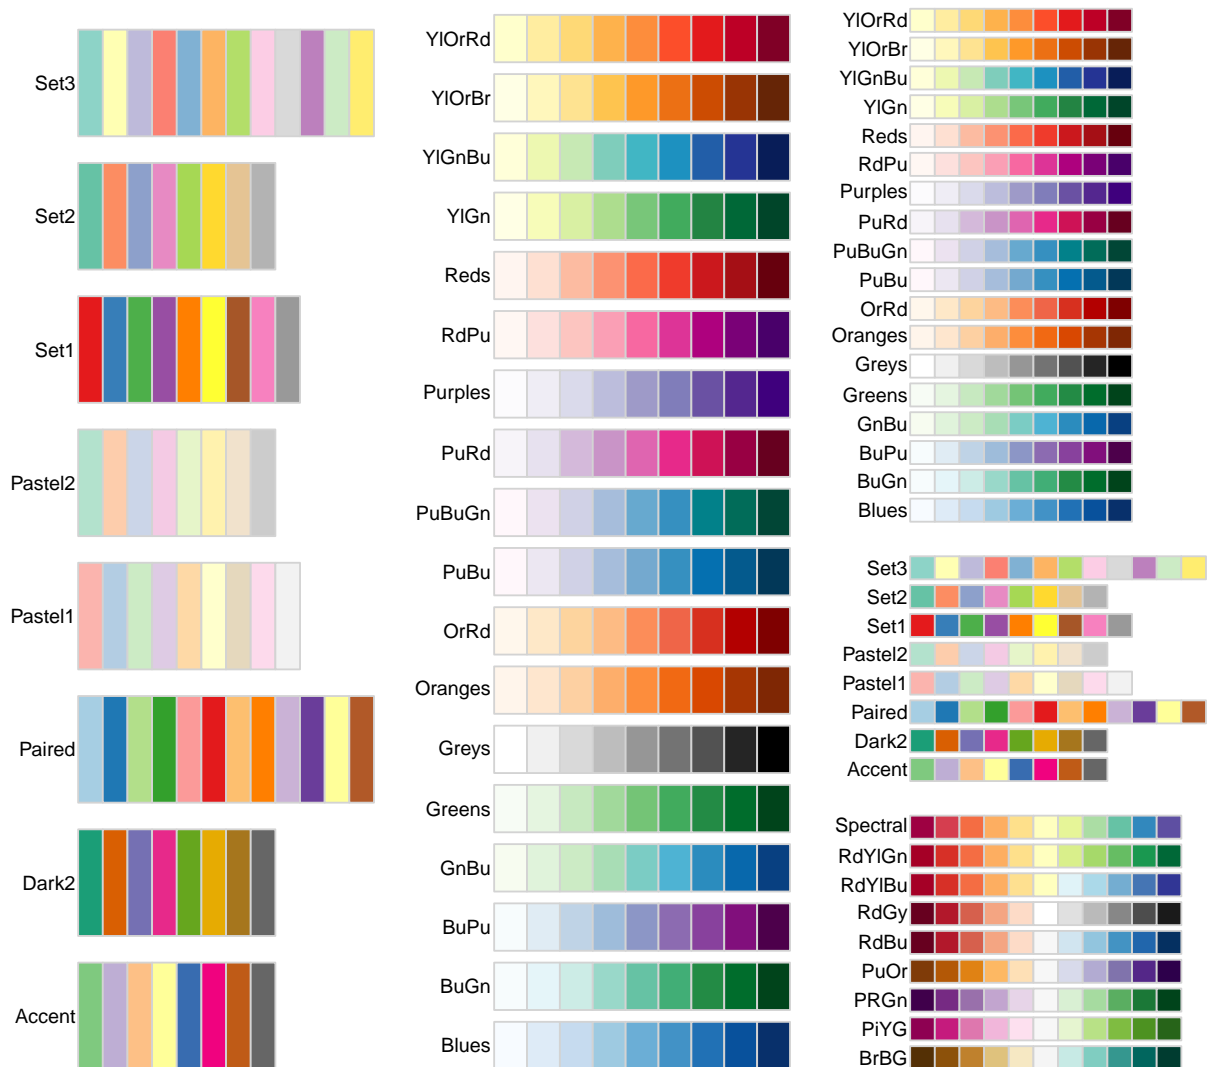 Set3
Set2
Set1
Pastel2
Pastel1
Paired
Dark2
Accent
YlOrRd
YlOrBr
YlGnBu
YlGn
Reds
RdPu
Purples
PuRd
PuBuGn
PuBu
OrRd
Oranges
Greys
Greens
GnBu
BuPu
BuGn
Blues
YlOrRd
YlOrBr
YlGnBu
YlGn
Reds
RdPu
Purples
PuRd
PuBuGn
PuBu
OrRd
Oranges
Greys
Greens
GnBu
BuPu
BuGn
Blues
Set3
Set2
Set1
Pastel2
Pastel1
Paired
Dark2
Accent
Spectral
RdYlGn
RdYlBu
RdGy
RdBu
PuOr
PRGn
PiYG
BrBG